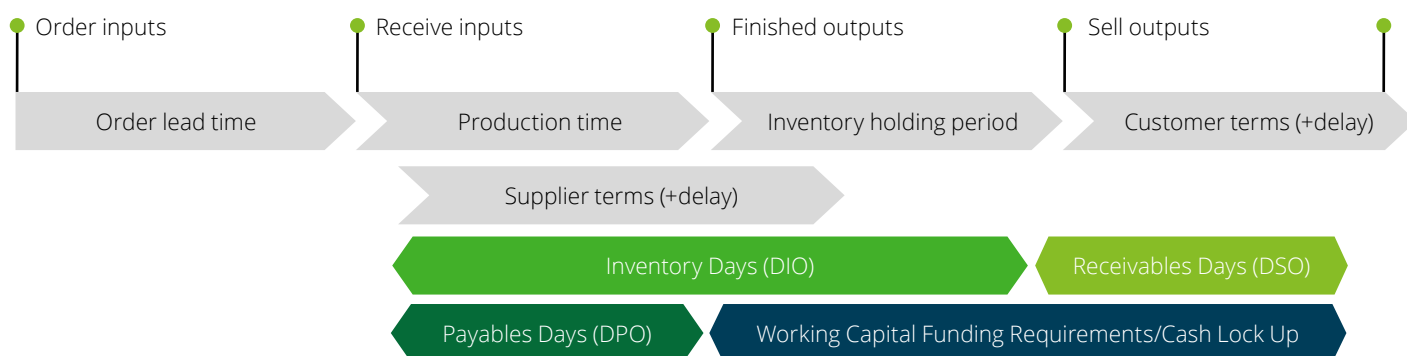 Order inputs
Receive inputs
Finished outputs
Sell outputs
Order lead time
Production time
Inventory holding period
Customer terms (+delay)
Supplier terms (+delay)
Inventory Days (DIO)
Receivables Days (DSO)
Payables Days (DPO)
Working Capital Funding Requirements/Cash Lock Up